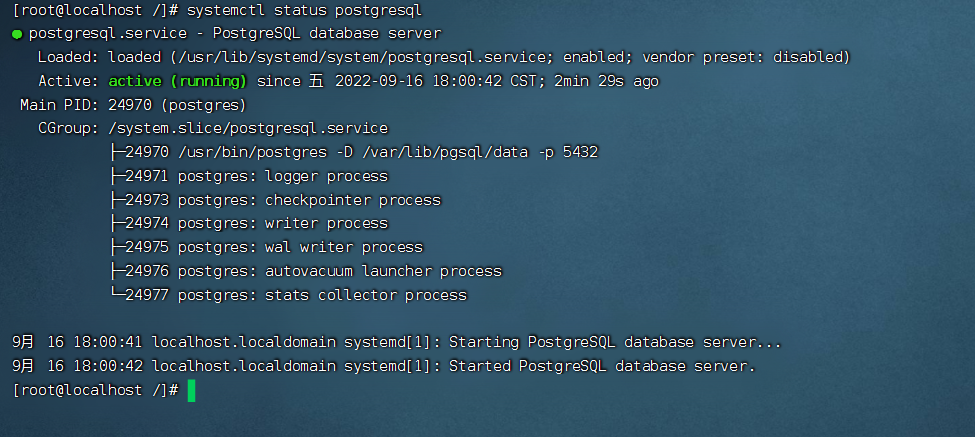 [root@localhost /]# systemctl status postgresql
● postgresql.service - PostgreSQL database server
   Loaded: loaded (/usr/lib/systemd/system/postgresql.service; enabled; vendor preset: disabled)
   Active: active (running) since 五 2022-09-16 18:00:42 CST; 2min 29s ago
 Main PID: 24970 (postgres)
   CGroup: /system.slice/postgresql.service
           ├─24970 /usr/bin/postgres -D /var/lib/pgsql/data -p 5432
           ├─24971 postgres: logger process
           ├─24973 postgres: checkpointer process
           ├─24974 postgres: writer process
           ├─24975 postgres: wal writer process
           ├─24976 postgres: autovacuum launcher process
           └─24977 postgres: stats collector process

9月 16 18:00:41 localhost.localdomain systemd[1]: Starting PostgreSQL database server...
9月 16 18:00:42 localhost.localdomain systemd[1]: Started PostgreSQL database server.
[root@localhost /]#